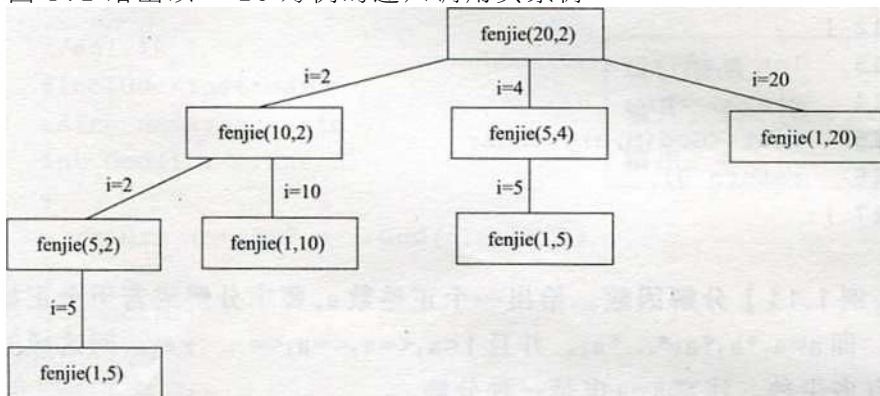 fenjie(20,2)
i=2
i=4
i=20
fenjie(10,2)
fenjie(5,4)
fenjie(1,20)
i=2
i=10
i=5
fenjie(5,2)
fenjie(1,10)
fenjie(1,5)
i=5
fenjie(1,5)